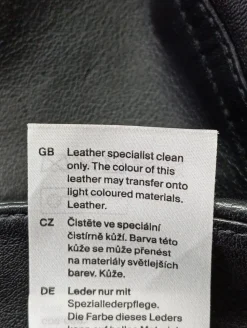 GB Leather specialist clean
only. The colour of this
leather may transfer onto
light coloured materials.
Leather.
CZ Čistěte ve speciální
čistírně kůží. Barva této
kůže se může přenést
na materiály světlejších
barev. Kůže.
DE Leder nur mit
Speziallederpflege.
Die Farbe dieses Leders